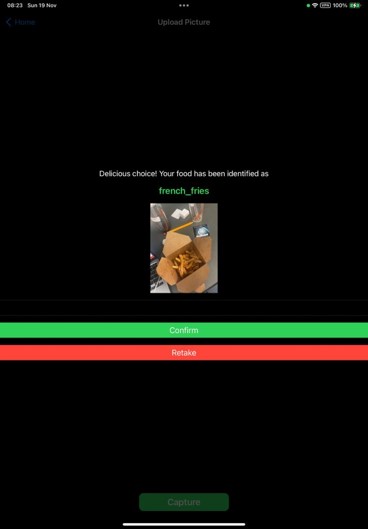 08:23 Sun 19 Nov
VPN 100%
Home
Upload Picture
Delicious choice! Your food has been identified as
french_fries
Confirm
Retake
Capture